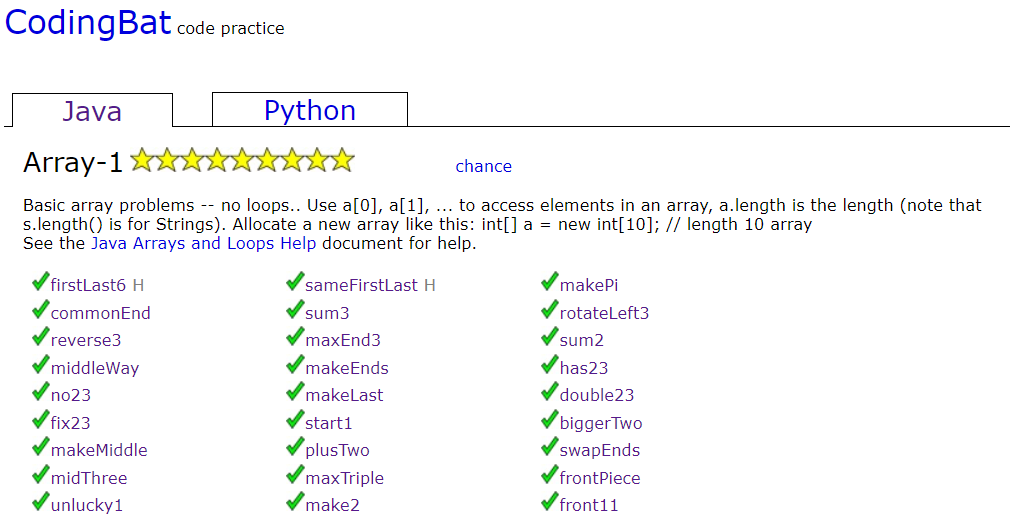 CodingBat code practice
Java Python
Array-1 chance
Basic array problems -- no loops.. Use a[0], a[1], ... to access elements in an array, a.length is the length (note that
s.length() is for Strings). Allocate a new array like this: int[] a = new int[10]; // length 10 array
See the Java Arrays and Loops Help document for help.
firstLast6 H sameFirstLast H makePi
commonEnd sum3 rotateLeft3
reverse3 maxEnd3 sum2
middleWay makeEnds has23
no23 makeLast double23
fix23 start1 biggerTwo
makeMiddle plusTwo swapEnds
midThree maxTriple frontPiece
unlucky1 make2 front11